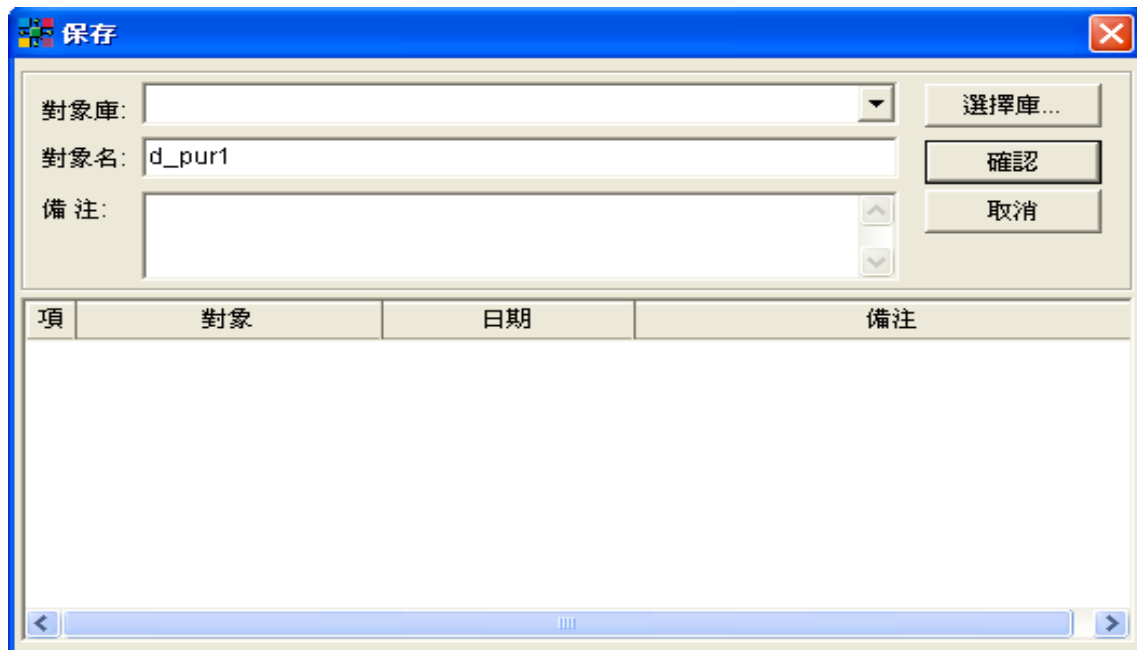 保存
對象庫: 選擇庫...
對象名: d_pur1 確認
備 注: 取消
項 對象 日期 備注